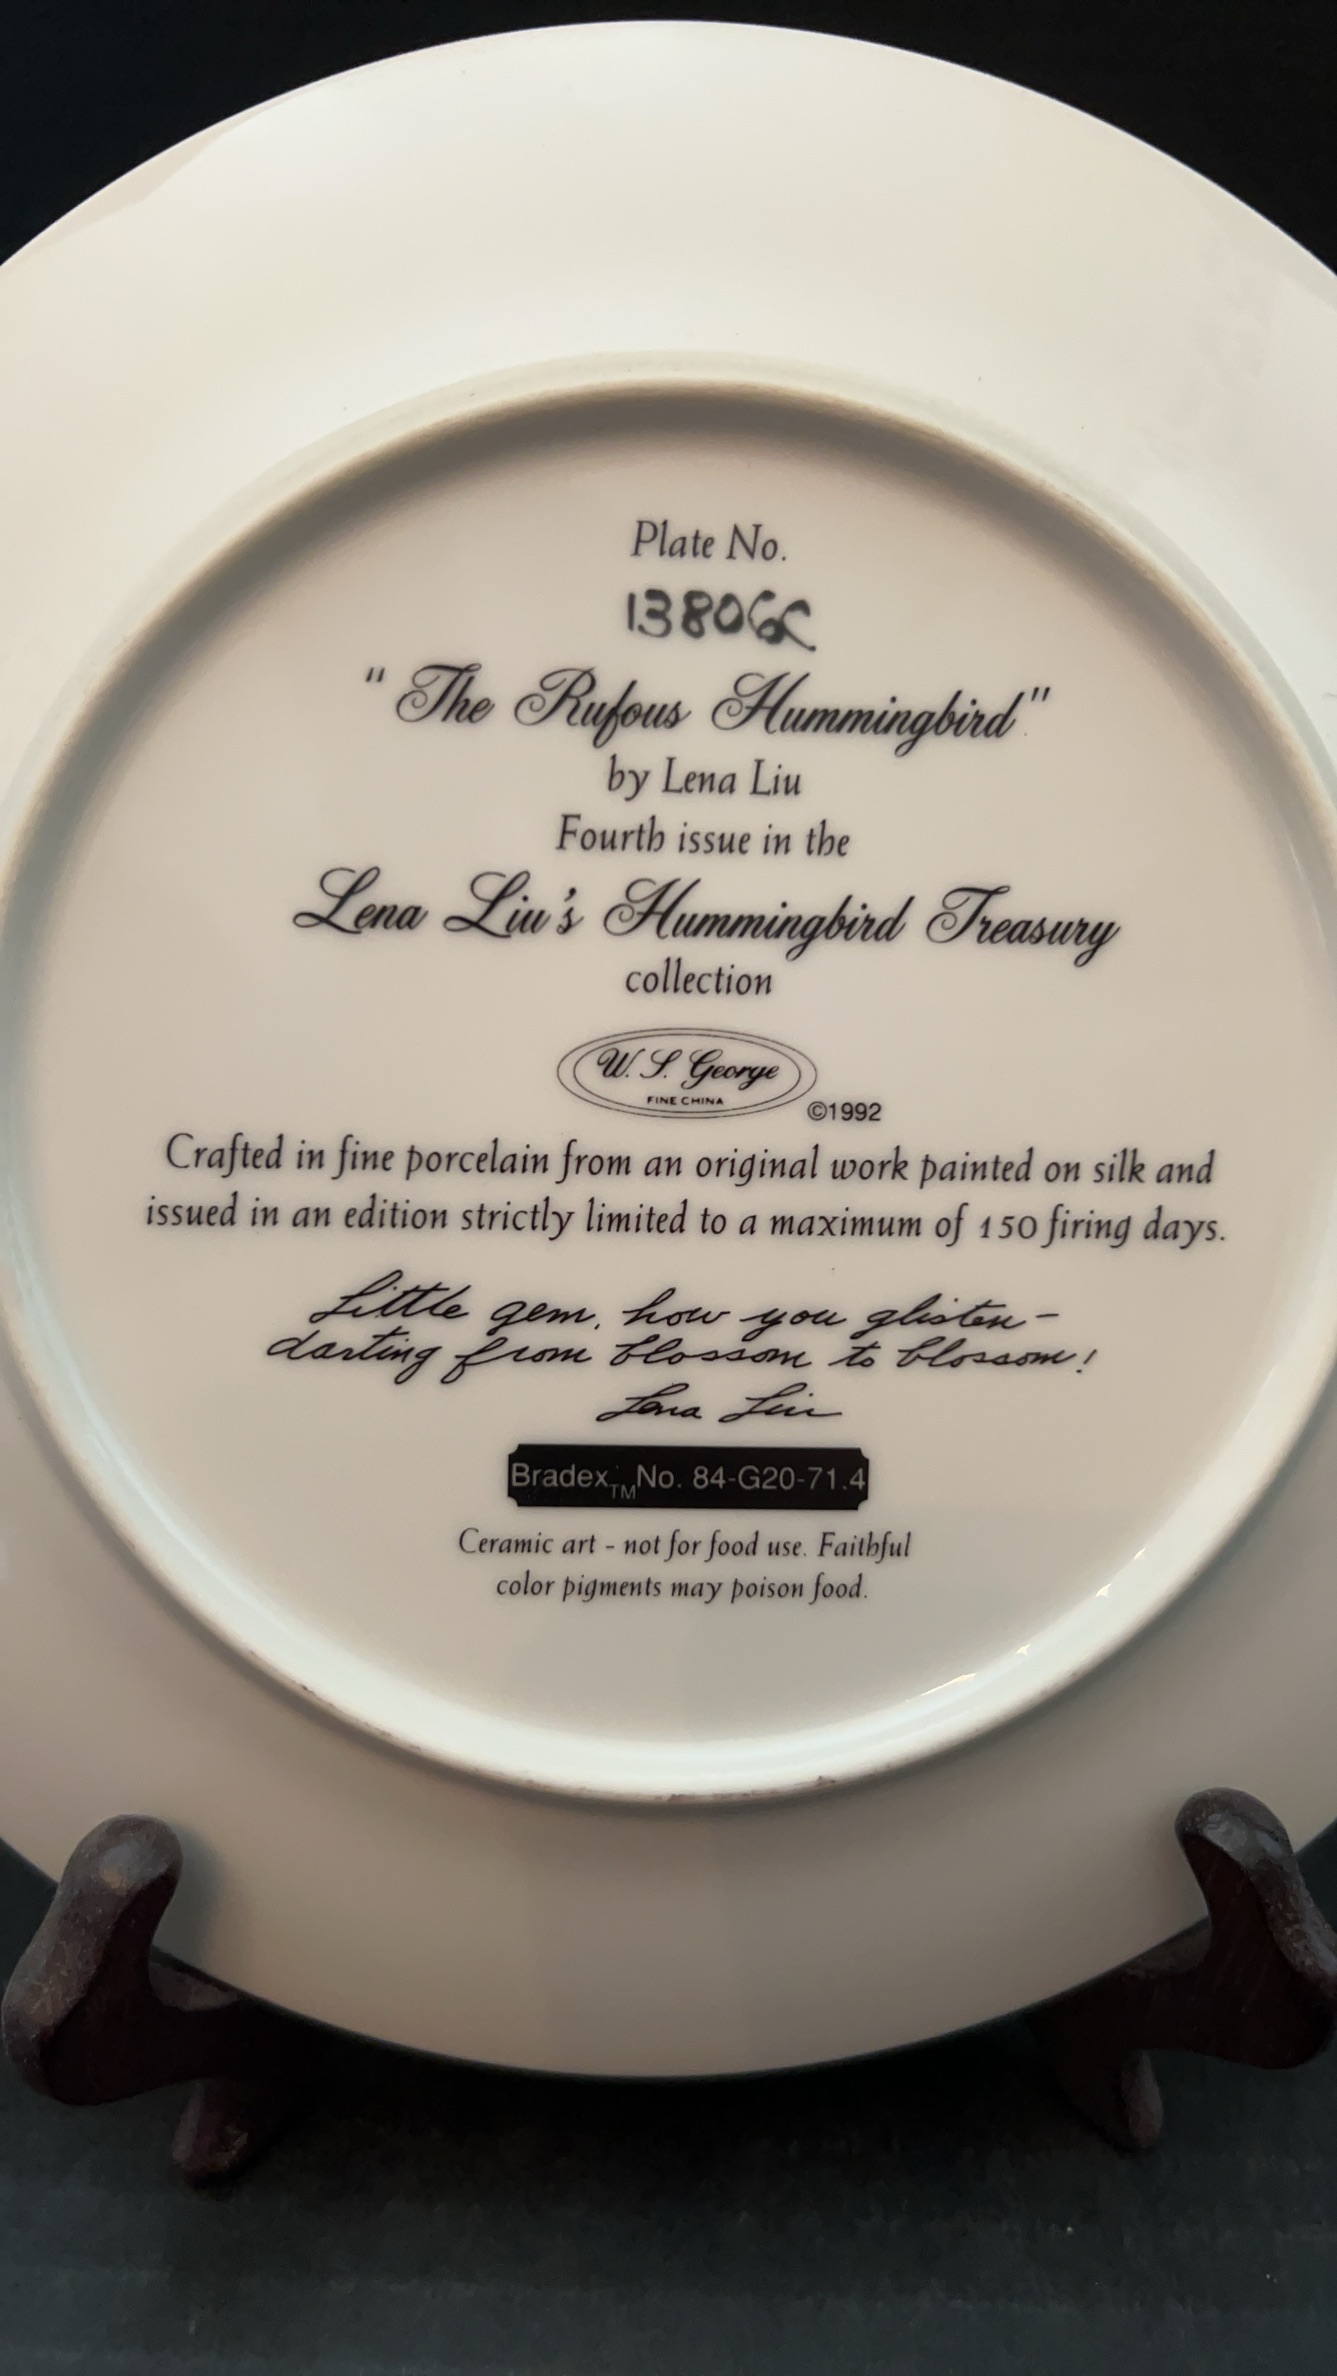 Plate No.
13806C
"The Rufous Hummingbird"
by Lena Liu
Fourth issue in the
Lena Liu's Hummingbird Treasury
collection
W. S. George
FINE CHINA
©1992
Crafted in fine porcelain from an original work painted on silk and
issued in an edition strictly limited to a maximum of 150 firing days.
Little gem, how you glisten-
darting from blossom to blossom!
Lena Liu
Bradex™ No. 84-G20-71.4
Ceramic art - not for food use. Faithful
color pigments may poison food.